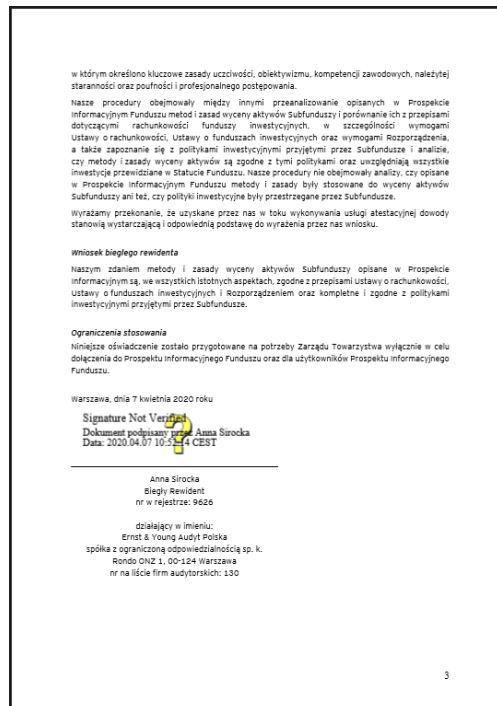 w którym określono kluczowe zasady uczciwości, obiektywizmu, kompetencji zawodowych, należytej
staranności oraz poufności i profesjonalnego postępowania.
Nasze procedury obejmowały między innymi przeanalizowanie opisanych w Prospekcie
Informacyjnym Funduszu metod i zasad wyceny aktywów Subfunduszy i porównanie ich z przepisami
dotyczącymi rachunkowości funduszy inwestycyjnych, w szczególności wymogami
Ustawy o rachunkowości, Ustawy o funduszach inwestycyjnych oraz wymogami Rozporządzenia,
a także zapoznanie się z politykami inwestycyjnymi przyjętymi przez Subfundusze i analizie,
czy metody i zasady wyceny aktywów są zgodne z tymi politykami oraz uwzględniają wszystkie
inwestycje przewidziane w Statucie Funduszu. Nasze procedury nie obejmowały analizy, czy opisane
w Prospekcie Informacyjnym Funduszu metody i zasady były stosowane do wyceny aktywów
Subfunduszy ani też, czy polityki inwestycyjne były przestrzegane przez Subfundusze.
Wyrażamy przekonanie, że uzyskane przez nas w toku wykonywania usługi atestacyjnej dowody
stanowią wystarczającą i odpowiednią podstawę do wyrażenia przez nas wniosku.
Wniosek biegłego rewidenta
Naszym zdaniem metody i zasady wyceny aktywów Subfunduszy opisane w Prospekcie
Informacyjnym są, we wszystkich istotnych aspektach, zgodne z przepisami Ustawy o rachunkowości,
Ustawy o funduszach inwestycyjnych i Rozporządzeniem oraz kompletne i zgodne z politykami
inwestycyjnymi przyjętymi przez Subfundusze.
Ograniczenia stosowania
Niniejsze oświadczenie zostało przygotowane na potrzeby Zarządu Towarzystwa wyłącznie w celu
dołączenia do Prospektu Informacyjnego Funduszu oraz dla użytkowników Prospektu Informacyjnego
Funduszu.
Warszawa, dnia 7 kwietnia 2020 roku
Signature Not Verified
Dokument podpisany przez Anna Sirocka
Data: 2020.04.07 10:52:14 CEST
Anna Sirocka
Biegły Rewident
nr w rejestrze: 9626
działający w imieniu:
Ernst & Young Audyt Polska
spółka z ograniczoną odpowiedzialnością sp. k.
Rondo ONZ 1, 00-124 Warszawa
nr na liście firm audytorskich: 130
3